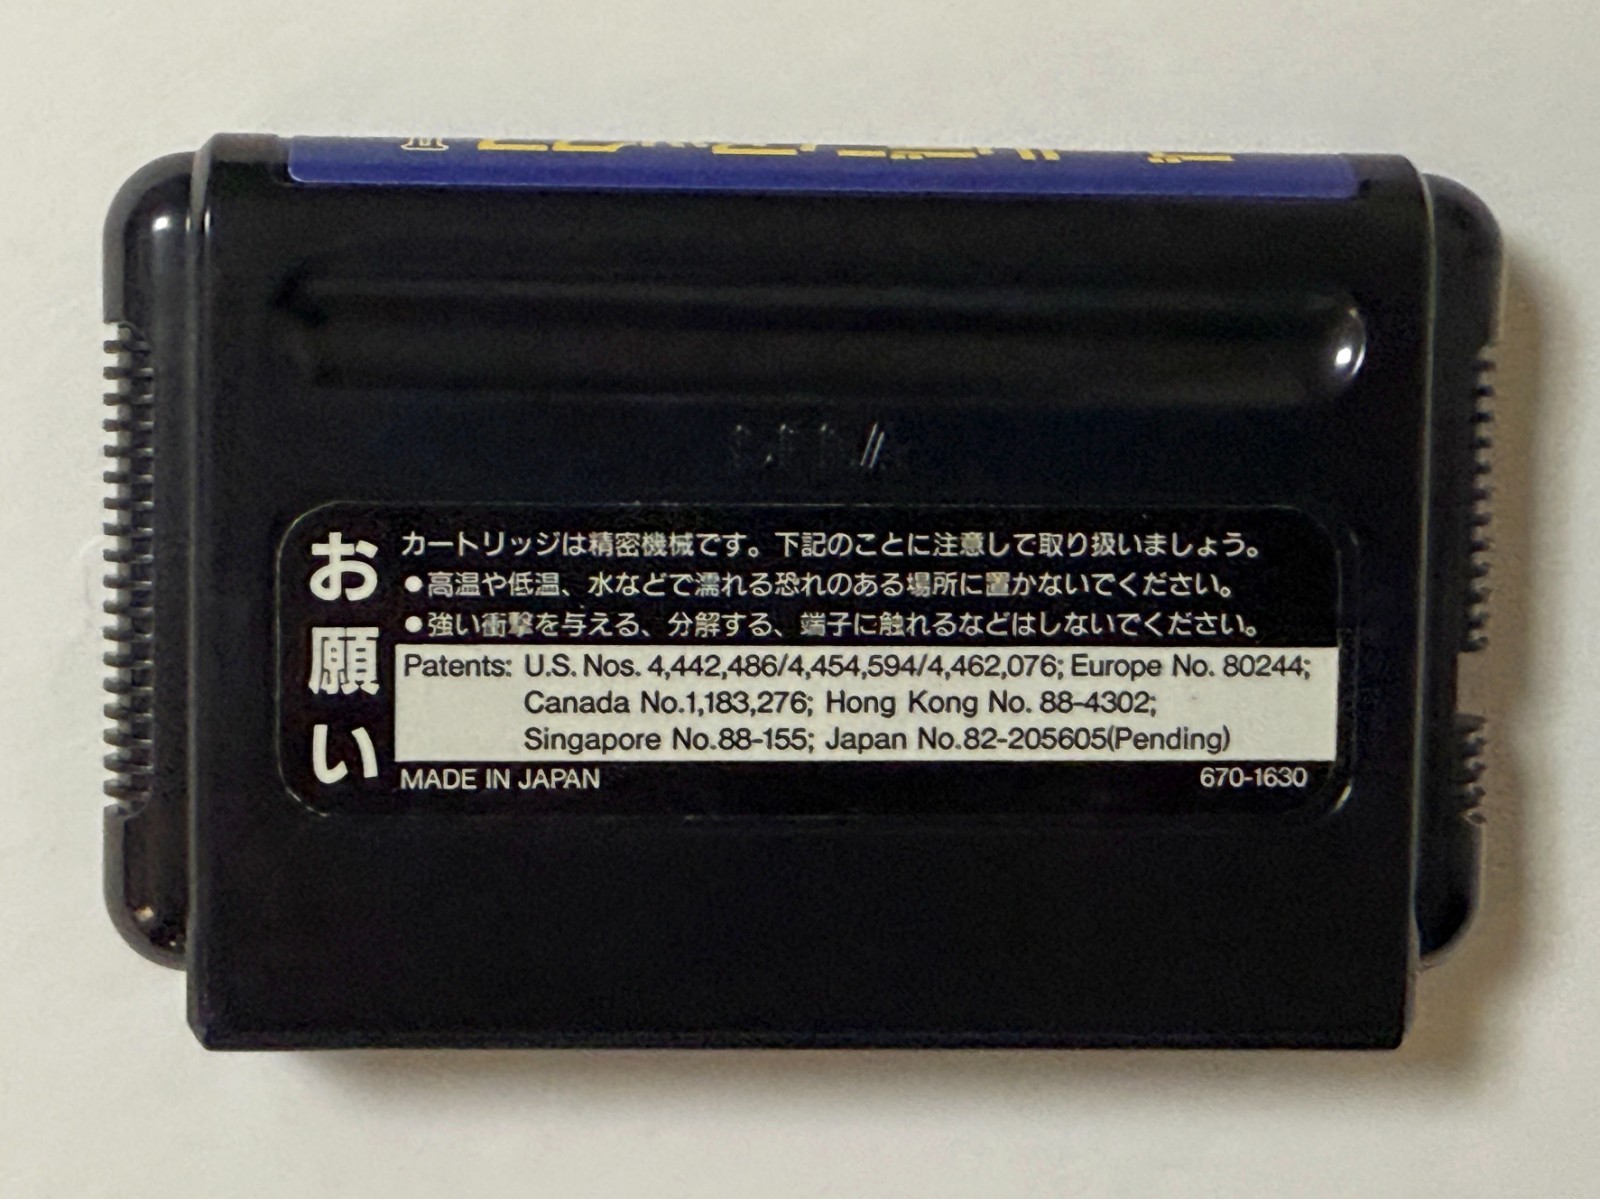 お願い
カートリッジは精密機械です。下記のことに注意して取り扱いましょう。
●高温や低温、水などで濡れる恐れのある場所に置かないでください。
●強い衝撃を与える、分解する、端子に触れるなどはしないでください。
Patents: U.S. Nos. 4,442,486/4,454,594/4,462,076; Europe No. 80244;
Canada No.1,183,276; Hong Kong No. 88-4302;
Singapore No.88-155; Japan No.82-205605(Pending)
MADE IN JAPAN 670-1630